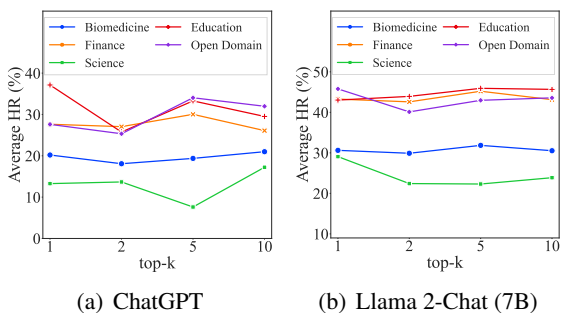 Biomedicine
Finance
Science
Education
Open Domain
Average HR (%)
40
30
20
10
0
1
2
5
10
top-k
(a) ChatGPT
Biomedicine
Finance
Science
Education
Open Domain
Average HR (%)
50
40
30
20
10
1
2
5
10
top-k
(b) Llama 2-Chat (7B)